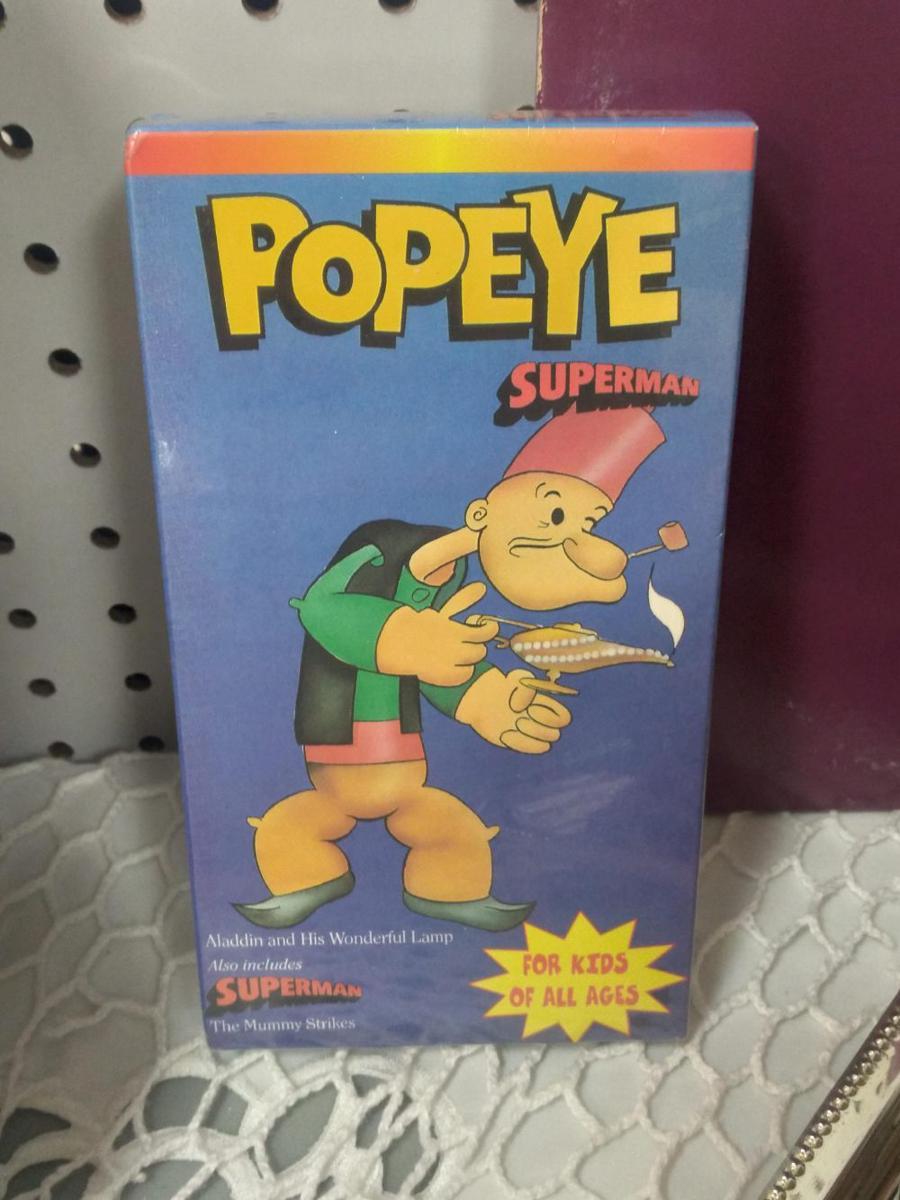 POPEYE
SUPERMAN
Aladdin and His Wonderful Lamp
Also includes
SUPERMAN
The Mummy Strikes
FOR KIDS
OF ALL AGES